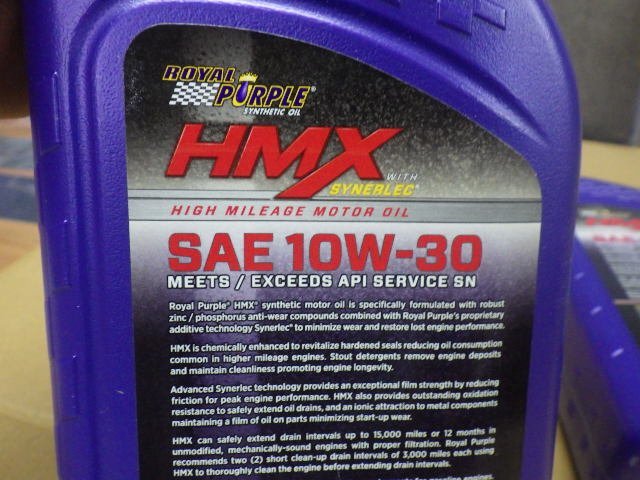 ROYAL PURPLE®
SYNTHETIC OIL
HMX WITH SYNERLEC®
HIGH MILEAGE MOTOR OIL
SAE 10W-30
MEETS / EXCEEDS API SERVICE SN
Royal Purple® HMX® synthetic motor oil is specifically formulated with robust
zinc / phosphorus anti-wear compounds combined with Royal Purple's proprietary
additive technology Synerlec® to minimize wear and restore lost engine performance.
HMX is chemically enhanced to revitalize hardened seals reducing oil consumption
common in higher mileage engines. Stout detergents remove engine deposits
and maintain cleanliness promoting engine longevity.
Advanced Synerlec technology provides an exceptional film strength by reducing
friction for peak engine performance. HMX also provides outstanding oxidation
resistance to safely extend oil drains, and an ionic attraction to metal components
maintaining a film of oil on parts minimizing start-up wear.
HMX can safely extend drain intervals up to 15,000 miles or 12 months in
unmodified, mechanically-sound engines with proper filtration. Royal Purple
recommends two (2) short clean-up drain intervals of 3,000 miles each using
HMX to thoroughly clean the engine before extending drain intervals.